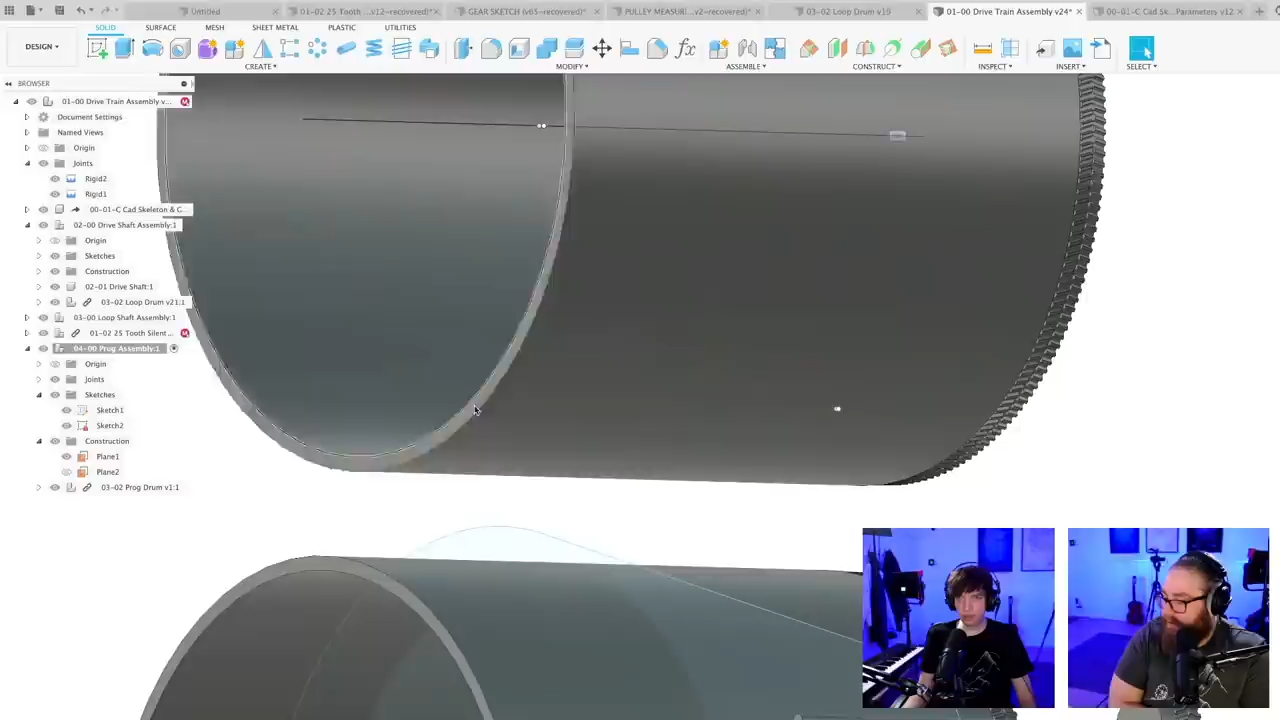 Untitled
01-02 25 Tooth ...v12-recovered)*
GEAR SKETCH (v65-recovered)*
PULLEY MEASURI...v2-recovered)*
03-02 Loop Drum v19
01-00 Drive Train Assembly v24*
00-01-C Cad Sk...Parameters v12
SOLID
SURFACE
MESH
SHEET METAL
PLASTIC
UTILITIES
DESIGN
CREATE
MODIFY
ASSEMBLE
CONSTRUCT
INSPECT
INSERT
SELECT
BROWSER
01-00 Drive Train Assembly v...
Document Settings
Named Views
Origin
Joints
Rigid2
Rigid1
00-01-C Cad Skeleton & G...
02-00 Drive Shaft Assembly:1
Origin
Sketches
Construction
02-01 Drive Shaft:1
03-02 Loop Drum v21:1
03-00 Loop Shaft Assembly:1
01-02 25 Tooth Silent ...
04-00 Prog Assembly:1
Origin
Joints
Sketches
Sketch1
Sketch2
Construction
Plane1
Plane2
03-02 Prog Drum v1:1